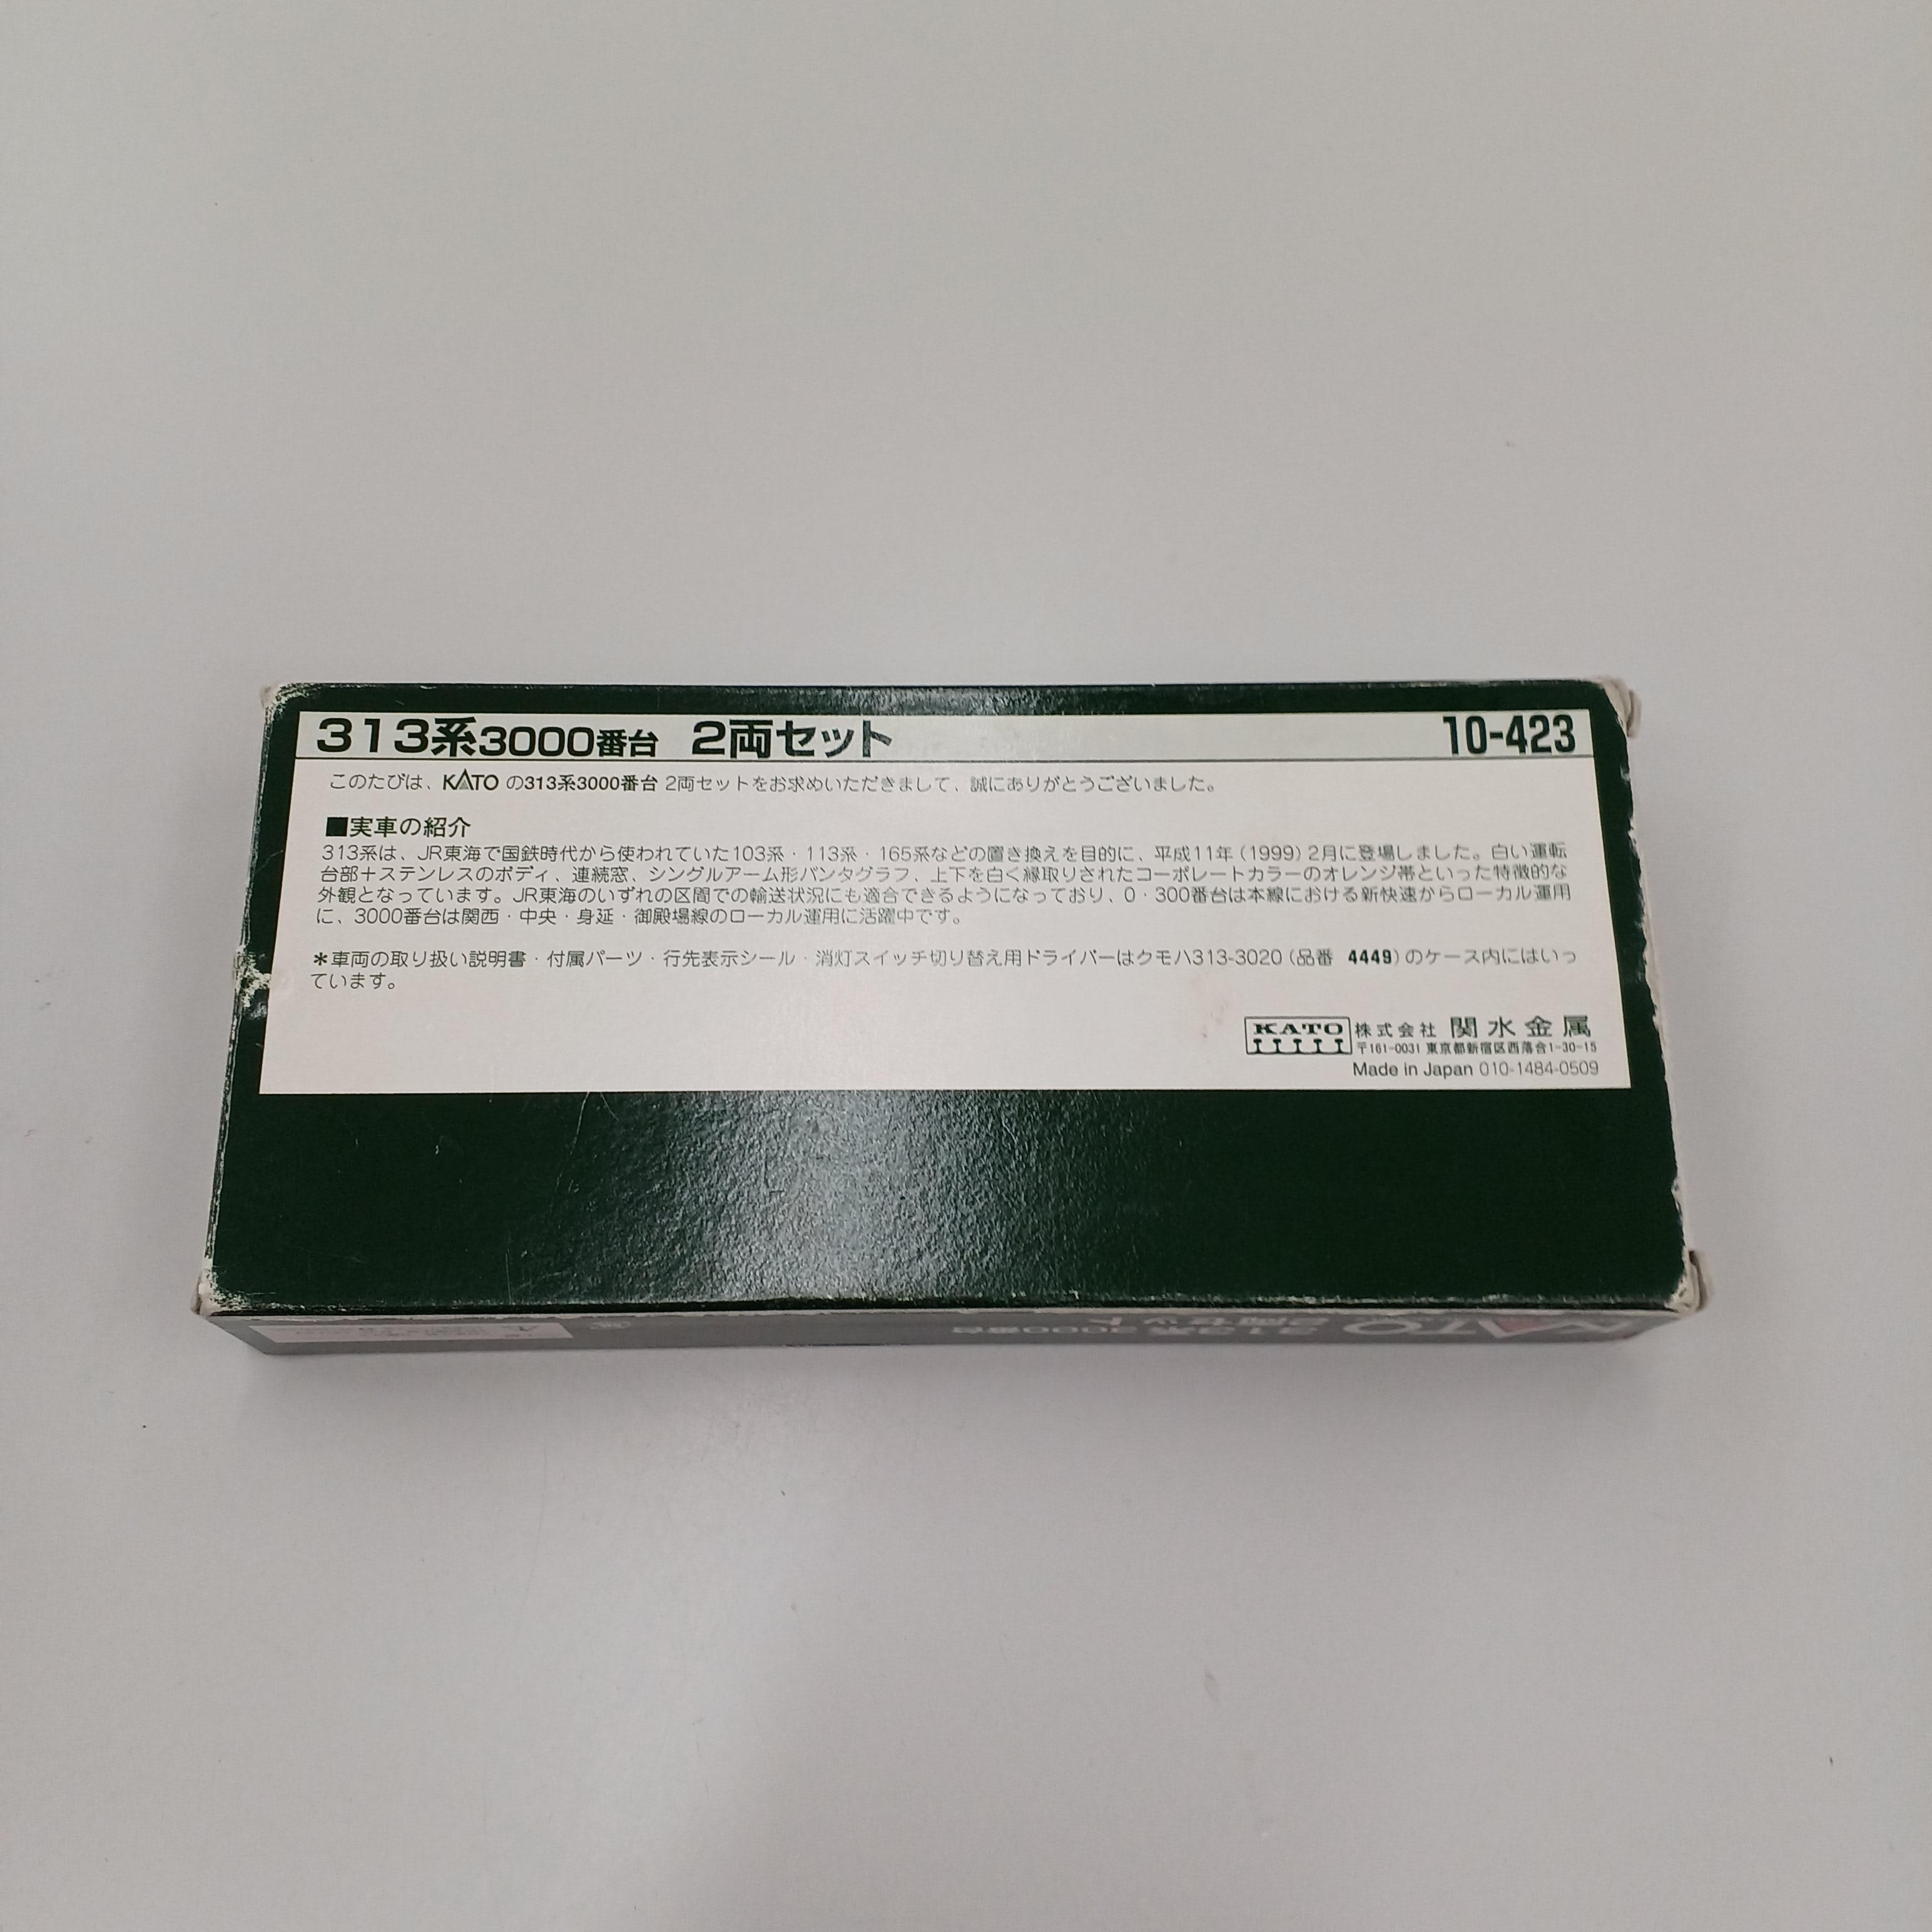 313系3000番台 2両セット 10-423
このたびは、KATOの313系3000番台 2両セットをお求めいただきまして、誠にありがとうございました。
■実車の紹介
313系は、JR東海で国鉄時代から使われていた103系・113系・165系などの置き換えを目的に、平成11年(1999)2月に登場しました。白い運転
台部＋ステンレスのボディ、連続窓、シングルアーム形パンタグラフ、上下を白く縁取りされたコーポレートカラーのオレンジ帯といった特徴的な
外観となっています。JR東海のいずれの区間での輸送状況にも適合できるようになっており、0・300番台は本線における新快速からローカル運用
に、3000番台は関西・中央・身延・御殿場線のローカル運用に活躍中です。
＊車両の取り扱い説明書・付属パーツ・行先表示シール・消灯スイッチ切り替え用ドライバーはクモハ313-3020(品番 4449)のケース内にはいっ
ています。
KATO 株式会社 関水金属
〒161-0031 東京都新宿区西落合1-30-15
Made in Japan 010-1484-0509
KATO 313系3000番台
2両セット